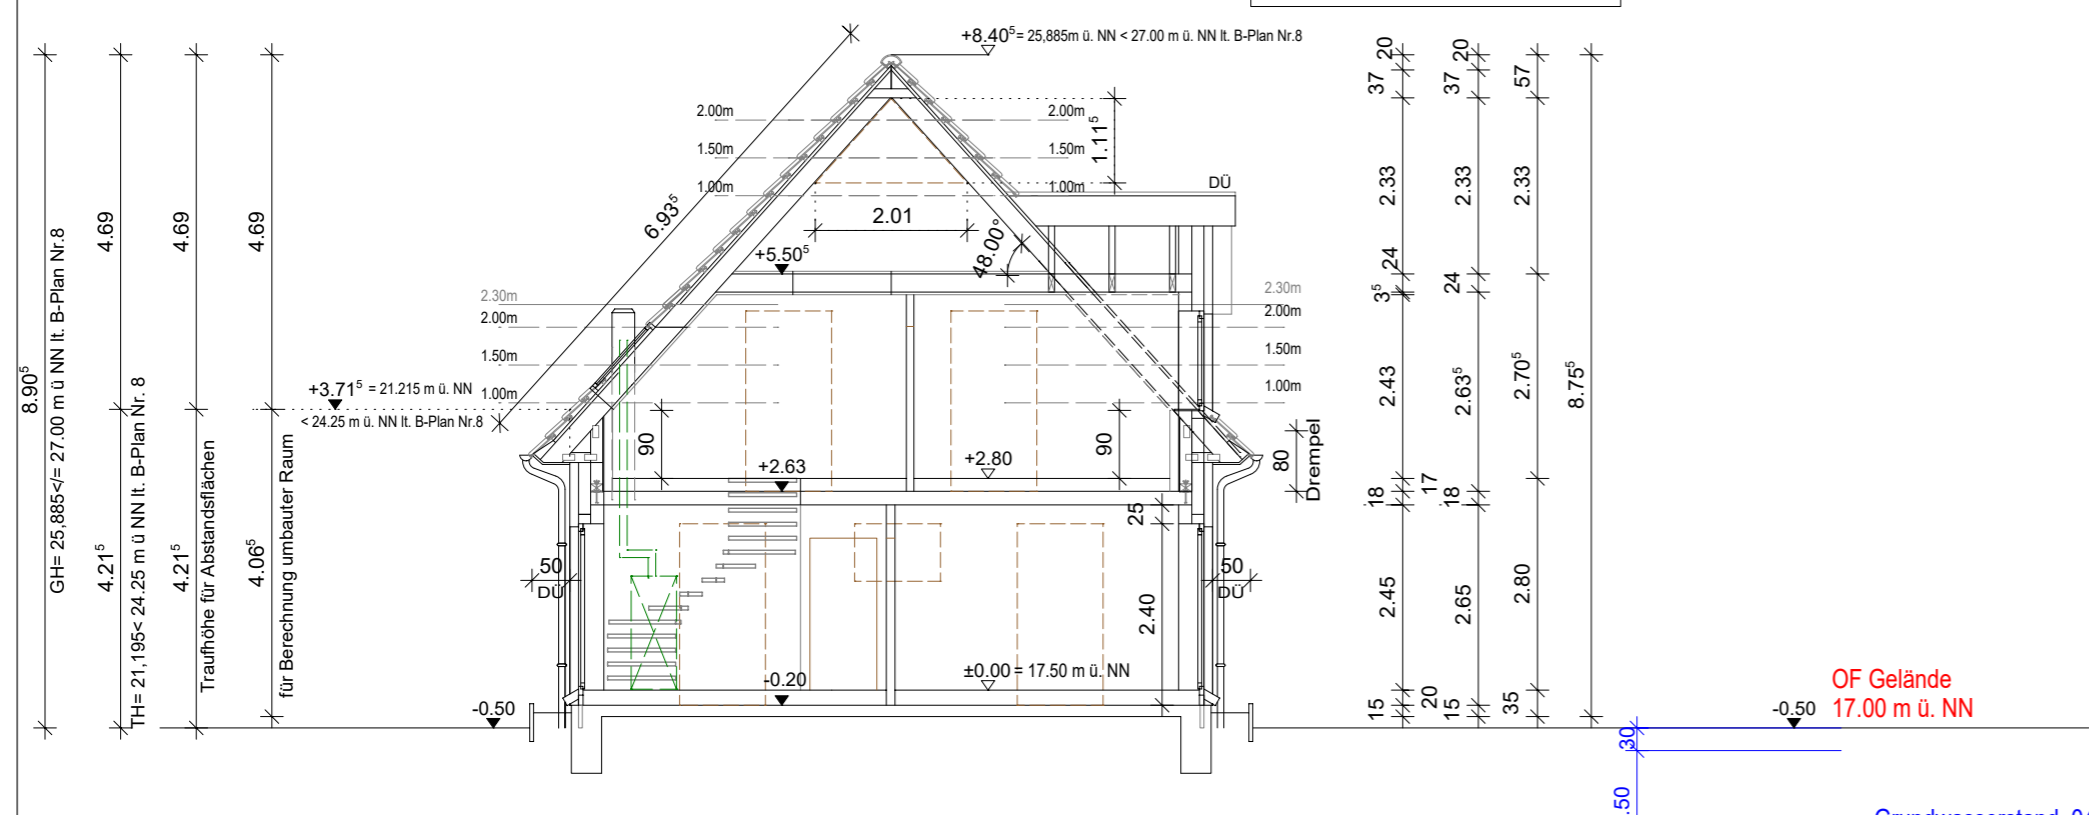 +8.40⁵ = 25,885m ü. NN < 27.00 m ü. NN lt. B-Plan Nr.8
20
20
37
37
57
2.00m
2.00m
1.50m
1.50m
1.11⁵
1.00m
1.00m
DÜ
2.33
2.33
2.33
6.93⁵
2.01
4.69
4.69
4.69
+5.50⁵
48.00°
24
24
3⁵
2.30m
2.30m
2.00m
2.00m
1.50m
1.50m
1.00m
1.00m
8.90⁵
GH= 25,885</= 27.00 m ü NN lt. B-Plan Nr.8
+3.71⁵ = 21.215 m ü. NN
< 24.25 m ü. NN lt. B-Plan Nr.8
2.43
2.63⁵
2.70⁵
8.75⁵
90
90
80
Drempel
+2.63
+2.80
18
17
18
25
4.21⁵
TH= 21,195< 24.25 m ü NN lt. B-Plan Nr. 8
4.21⁵
Traufhöhe für Abstandsflächen
4.06⁵
für Berechnung umbauter Raum
50
DÜ
50
DÜ
2.40
2.45
2.65
2.80
-0.20
±0.00 = 17.50 m ü. NN
-0.50
15
20
15
35
-0.50
OF Gelände
17.00 m ü. NN
30
.50